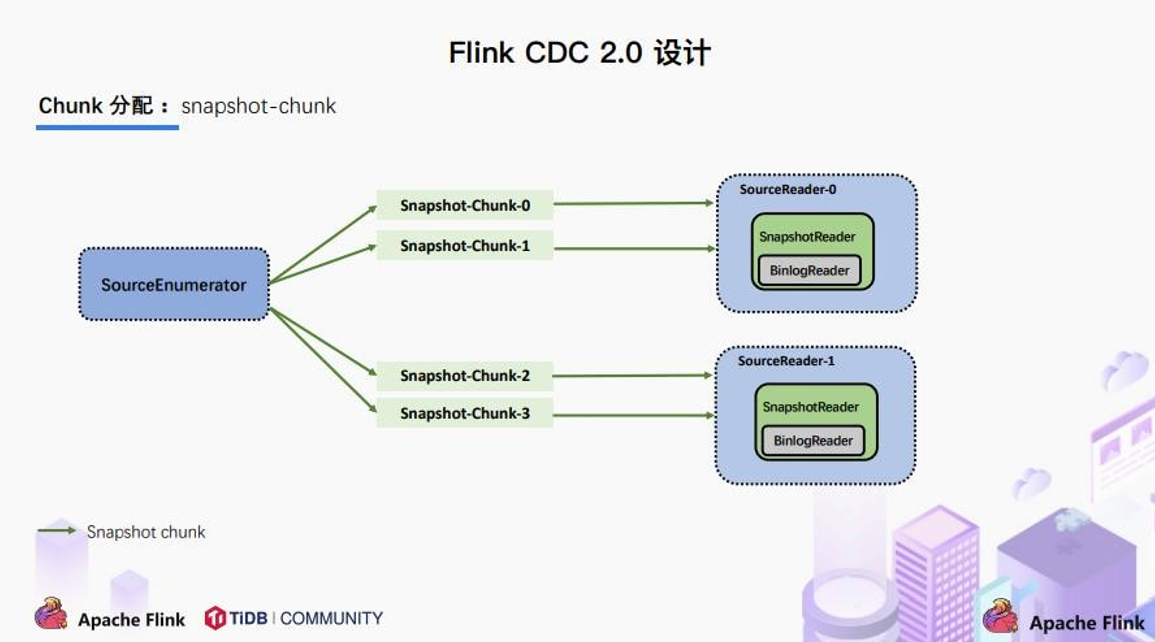 Flink CDC 2.0 设计
Chunk 分配： snapshot-chunk
SourceEnumerator
Snapshot-Chunk-0
Snapshot-Chunk-1
Snapshot-Chunk-2
Snapshot-Chunk-3
SourceReader-0
SnapshotReader
BinlogReader
SourceReader-1
SnapshotReader
BinlogReader
Snapshot chunk
Apache Flink
TiDB | COMMUNITY
Apache Flink